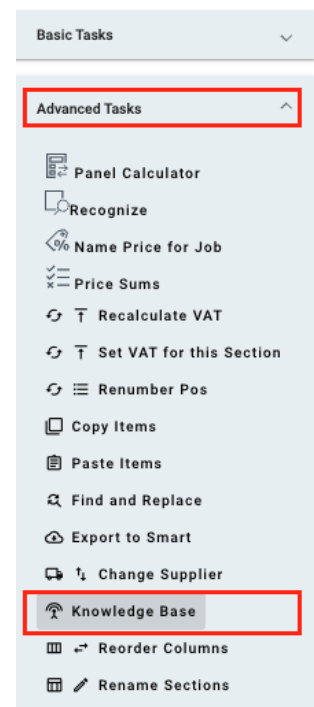 Basic Tasks
Advanced Tasks
Panel Calculator
Recognize
Name Price for Job
Price Sums
Recalculate VAT
Set VAT for this Section
Renumber Pos
Copy Items
Paste Items
Find and Replace
Export to Smart
Change Supplier
Knowledge Base
Reorder Columns
Rename Sections